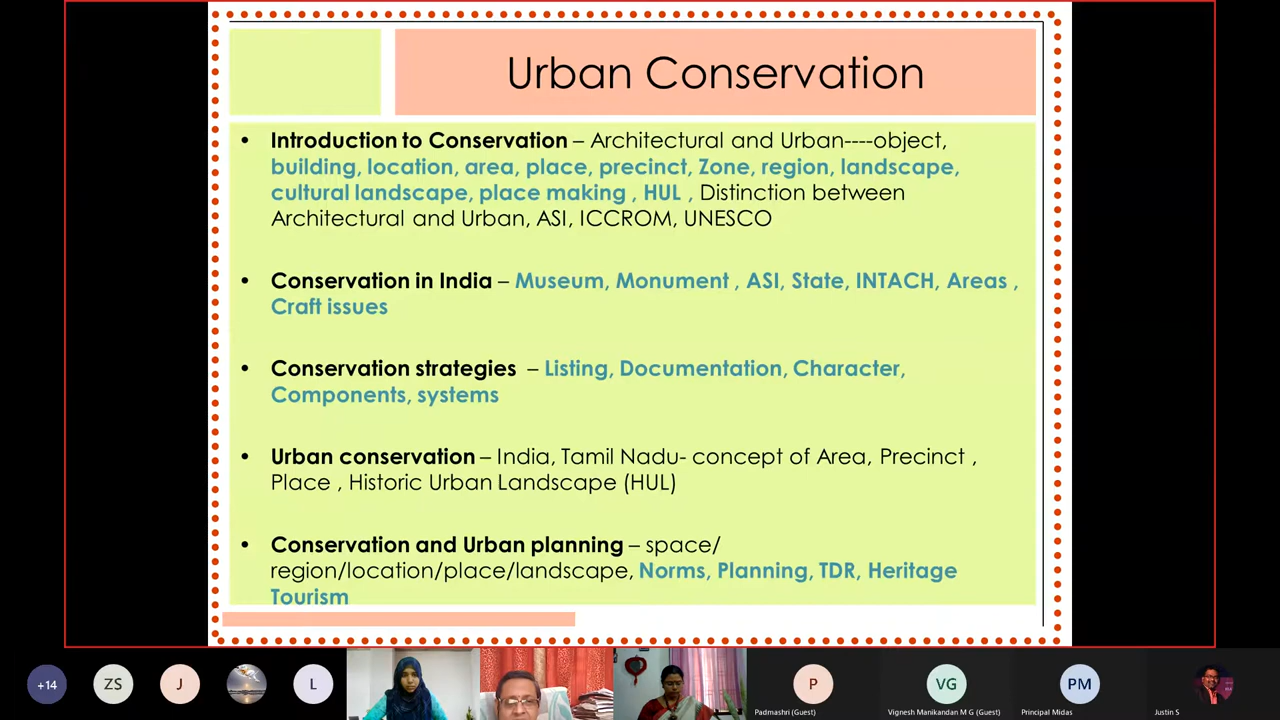 Urban Conservation
• Introduction to Conservation – Architectural and Urban----object,
building, location, area, place, precinct, Zone, region, landscape,
cultural landscape, place making , HUL , Distinction between
Architectural and Urban, ASI, ICCROM, UNESCO
• Conservation in India – Museum, Monument , ASI, State, INTACH, Areas ,
Craft issues
• Conservation strategies – Listing, Documentation, Character,
Components, systems
• Urban conservation – India, Tamil Nadu- concept of Area, Precinct ,
Place , Historic Urban Landscape (HUL)
• Conservation and Urban planning – space/
region/location/place/landscape, Norms, Planning, TDR, Heritage
Tourism
+14
ZS
J
L
P
VG
PM
Padmashri (Guest)
Vignesh Manikandan M G (Guest)
Principal Midas
Justin S